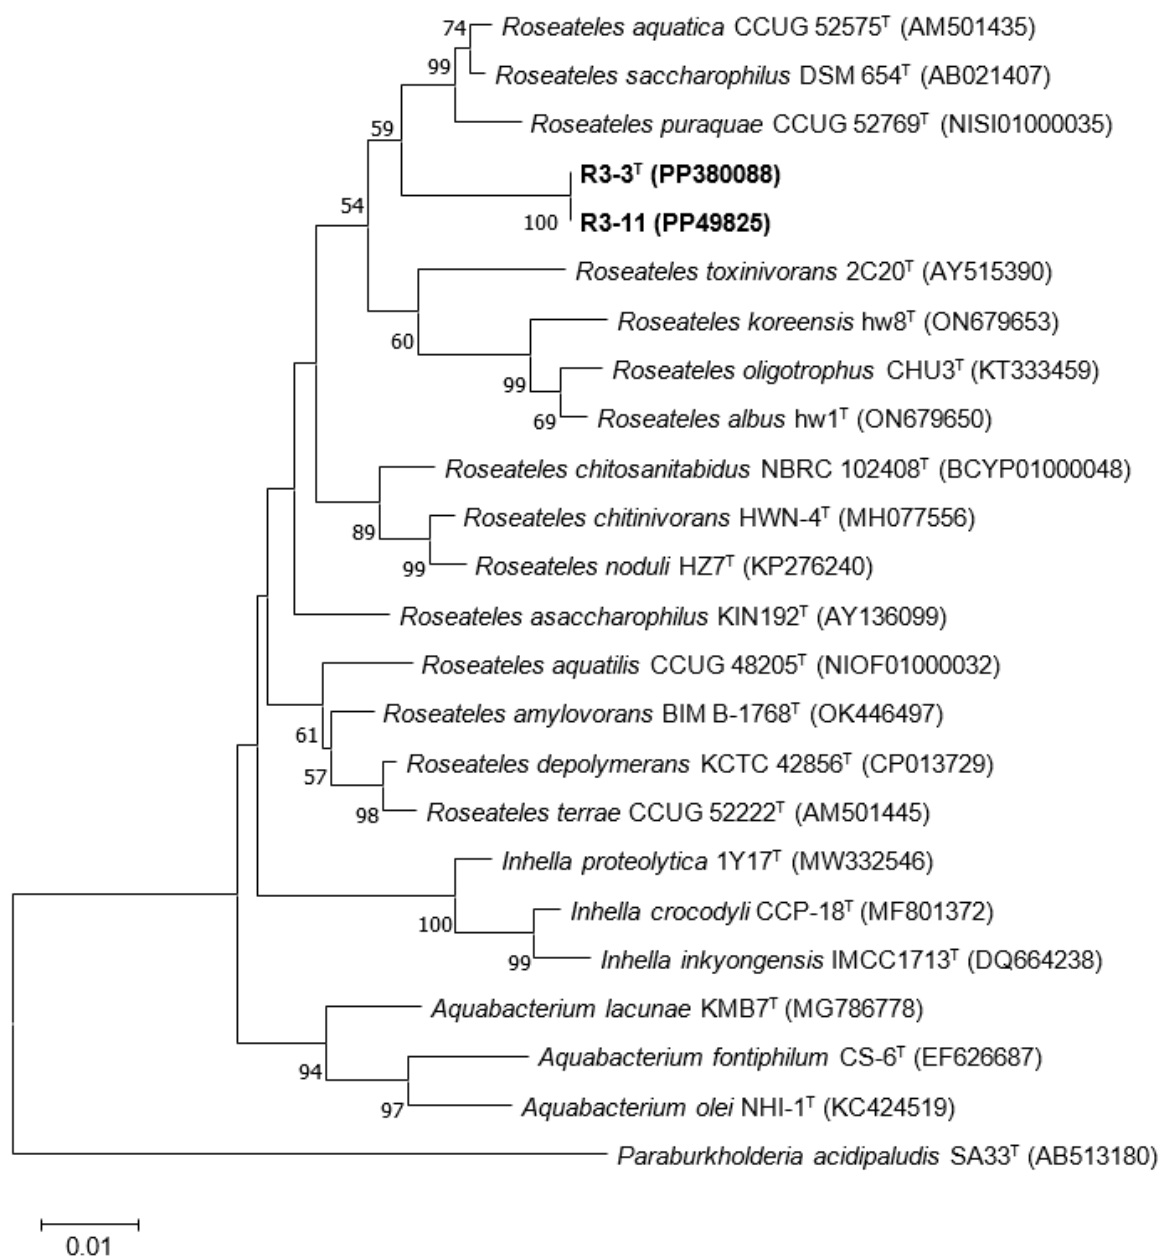 74
Roseateles aquatica CCUG 52575ᵀ (AM501435)
99
Roseateles saccharophilus DSM 654ᵀ (AB021407)
Roseateles puraquae CCUG 52769ᵀ (NISI01000035)
59
R3-3ᵀ (PP380088)
54
100
R3-11 (PP49825)
Roseateles toxinivorans 2C20ᵀ (AY515390)
Roseateles koreensis hw8ᵀ (ON679653)
60
Roseateles oligotrophus CHU3ᵀ (KT333459)
99
69
Roseateles albus hw1ᵀ (ON679650)
Roseateles chitosanitabidus NBRC 102408ᵀ (BCYP01000048)
Roseateles chitinivorans HWN-4ᵀ (MH077556)
89
99
Roseateles noduli HZ7ᵀ (KP276240)
Roseateles asaccharophilus KIN192ᵀ (AY136099)
Roseateles aquatilis CCUG 48205ᵀ (NIOF01000032)
Roseateles amylovorans BIM B-1768ᵀ (OK446497)
61
57
Roseateles depolymerans KCTC 42856ᵀ (CP013729)
98
Roseateles terrae CCUG 52222ᵀ (AM501445)
Inhella proteolytica 1Y17ᵀ (MW332546)
100
Inhella crocodyli CCP-18ᵀ (MF801372)
99
Inhella inkyongensis IMCC1713ᵀ (DQ664238)
Aquabacterium lacunae KMB7ᵀ (MG786778)
94
Aquabacterium fontiphilum CS-6ᵀ (EF626687)
97
Aquabacterium olei NHI-1ᵀ (KC424519)
Paraburkholderia acidipaludis SA33ᵀ (AB513180)
0.01